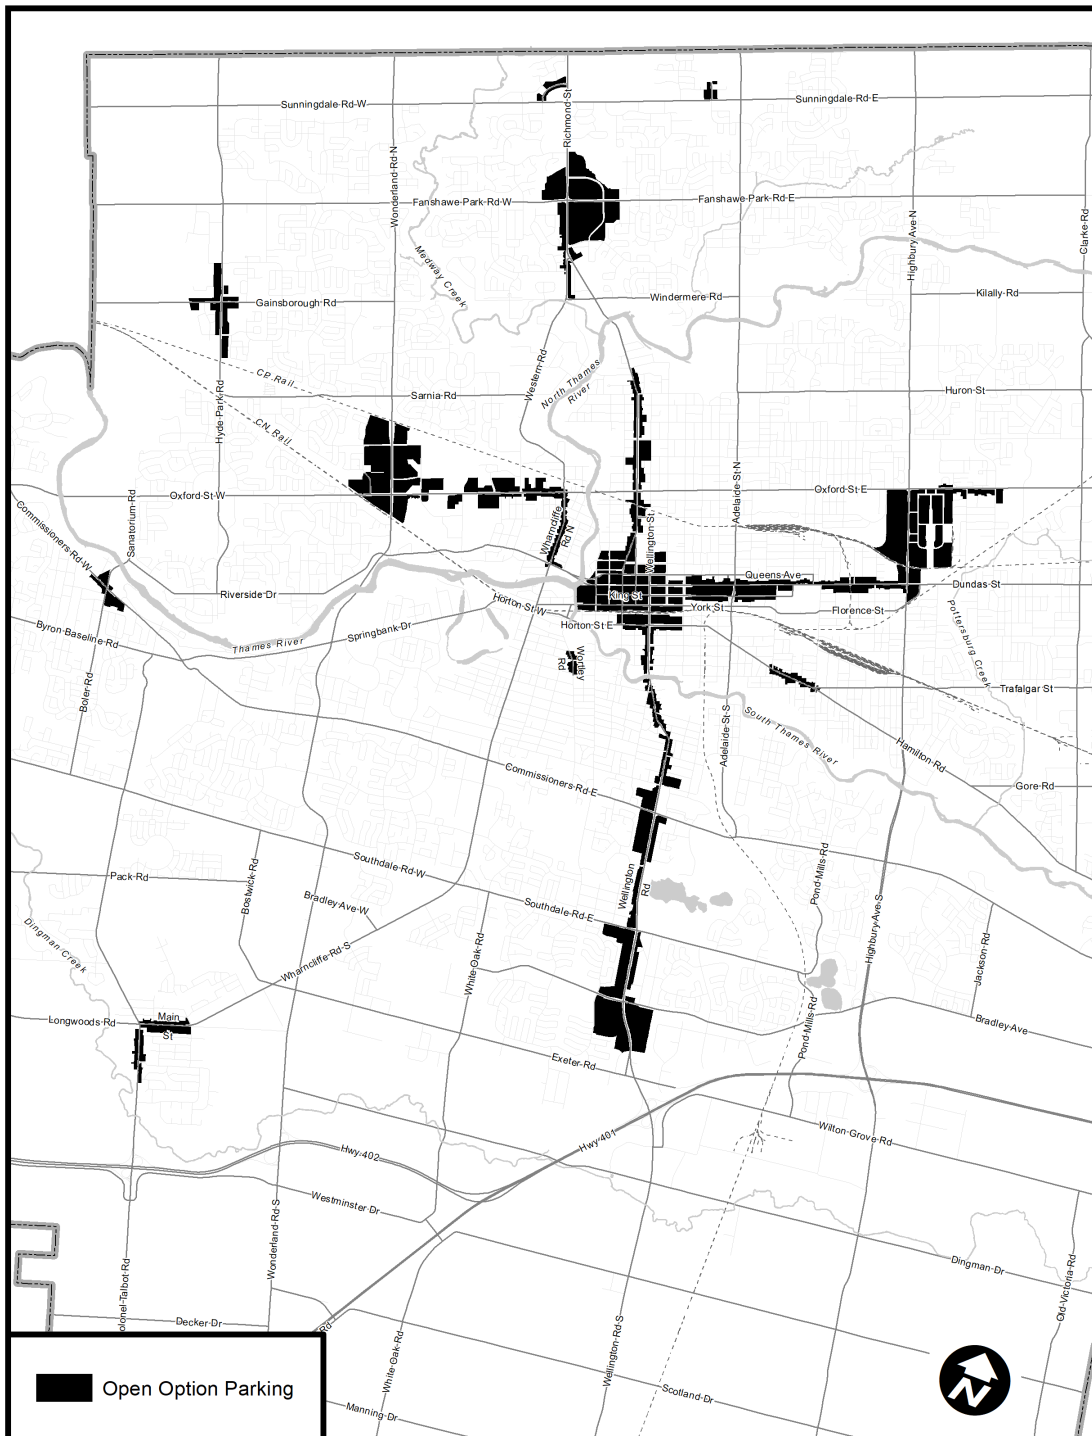 Sunningdale Rd W
Sunningdale Rd E
Richmond St
Wonderland Rd N
Fanshawe Park Rd W
Fanshawe Park Rd E
Highbury Ave N
Clarke Rd
Medway Creek
Gainsborough Rd
Windermere Rd
Kilally Rd
CP Rail
Western Rd
North Thames
River
Hyde Park Rd
Sarnia Rd
Huron St
CN Rail
Oxford St W
Oxford St E
Adelaide St N
Sanatorium Rd
Commissioners Rd W
Wharncliffe
Rd N
Wellington St
Queens Ave
Dundas St
Riverside Dr
King St
York St
Florence St
Horton St W
Horton St E
Pottersburg Creek
Byron Baseline Rd
Springbank Dr
Thames River
Wortley
Rd
Boler Rd
Trafalgar St
Adelaide St S
South Thames River
Hamilton Rd
Commissioners Rd E
Gore Rd
Southdale Rd W
Pack Rd
Bostwick Rd
Bradley Ave W
Wellington
Rd
Pond Mills Rd
Southdale Rd E
Highbury Ave S
Dingman Creek
Wharncliffe Rd S
White Oak Rd
Jackson Rd
Longwoods Rd
Main
St
Pond Mills Rd
Bradley Ave
Exeter Rd
Hwy 401
Wilton Grove Rd
Hwy 402
Westminster Dr
Wonderland Rd S
olonel Talbot Rd
Dingman Dr
Old Victoria Rd
Decker Dr
Rd
White Oak Rd
Wellington Rd S
Scotland Dr
Manning Dr
Open Option Parking
N